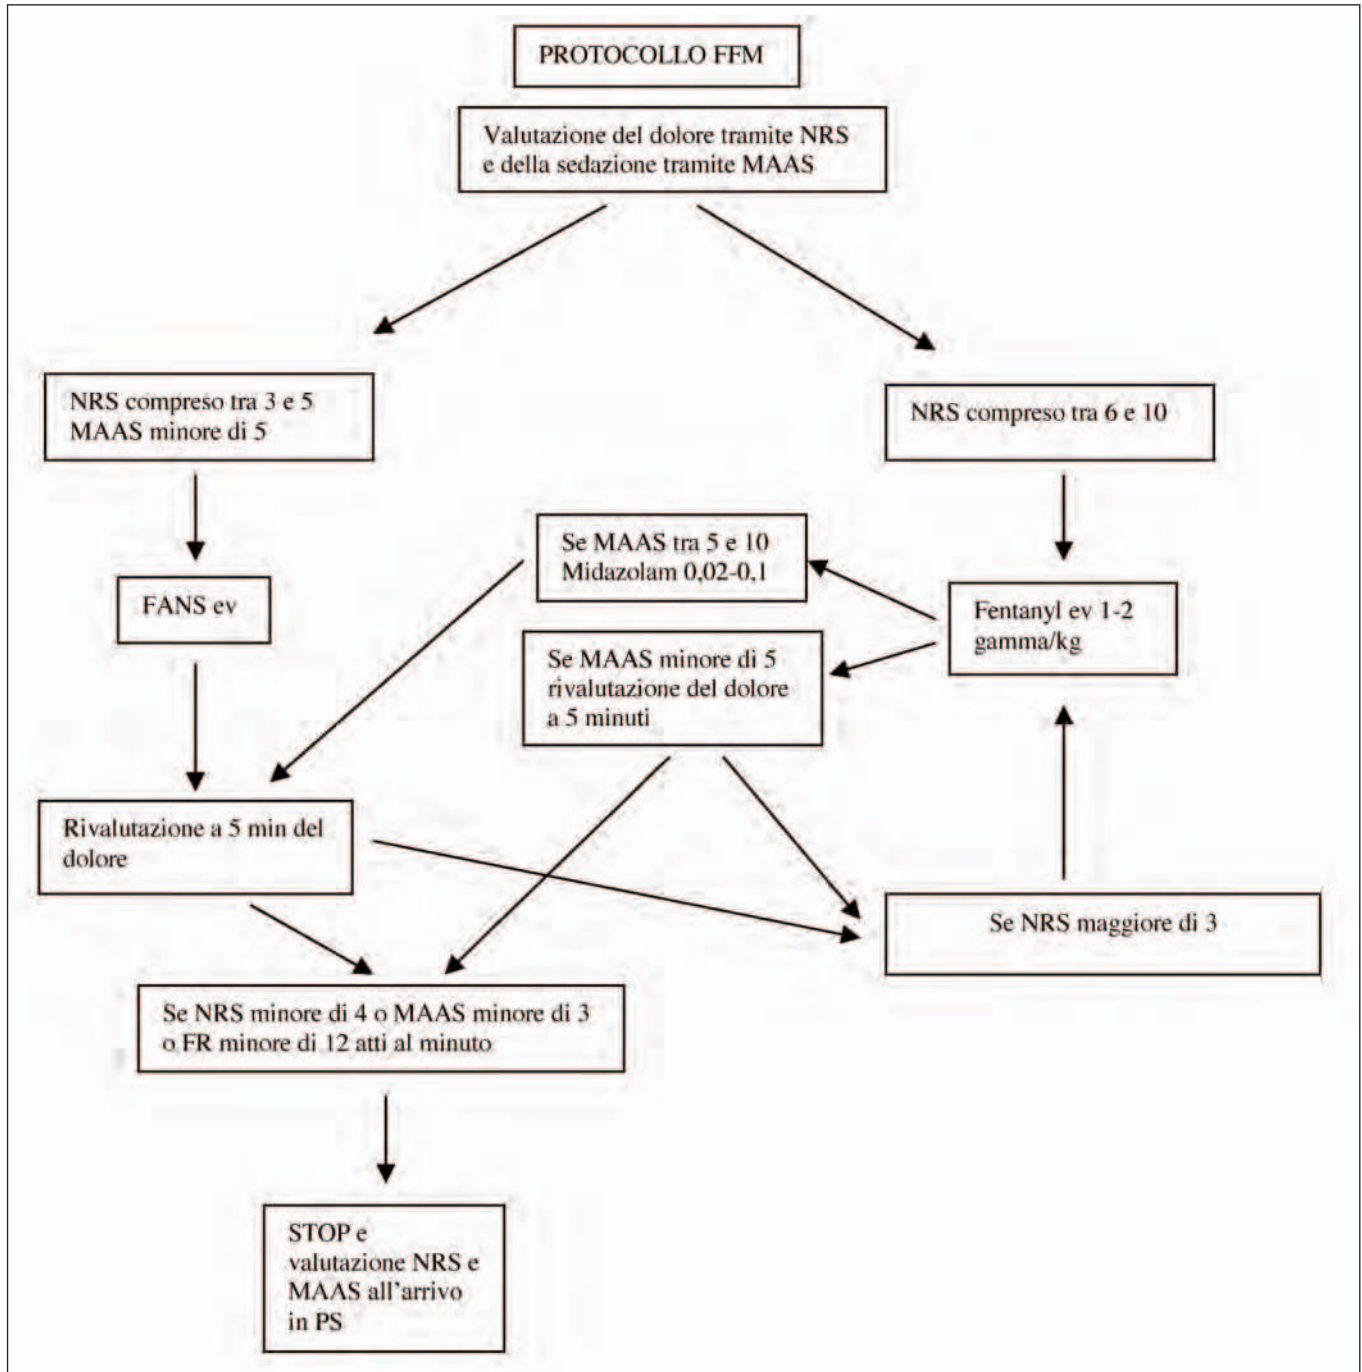 PROTOCOLLO FFM
Valutazione del dolore tramite NRS
e della sedazione tramite MAAS
NRS compreso tra 3 e 5
MAAS minore di 5
NRS compreso tra 6 e 10
Se MAAS tra 5 e 10
Midazolam 0,02-0,1
FANS ev
Fentanyl ev 1-2
gamma/kg
Se MAAS minore di 5
rivalutazione del dolore
a 5 minuti
Rivalutazione a 5 min del
dolore
Se NRS maggiore di 3
Se NRS minore di 4 o MAAS minore di 3
o FR minore di 12 atti al minuto
STOP e
valutazione NRS e
MAAS all'arrivo
in PS